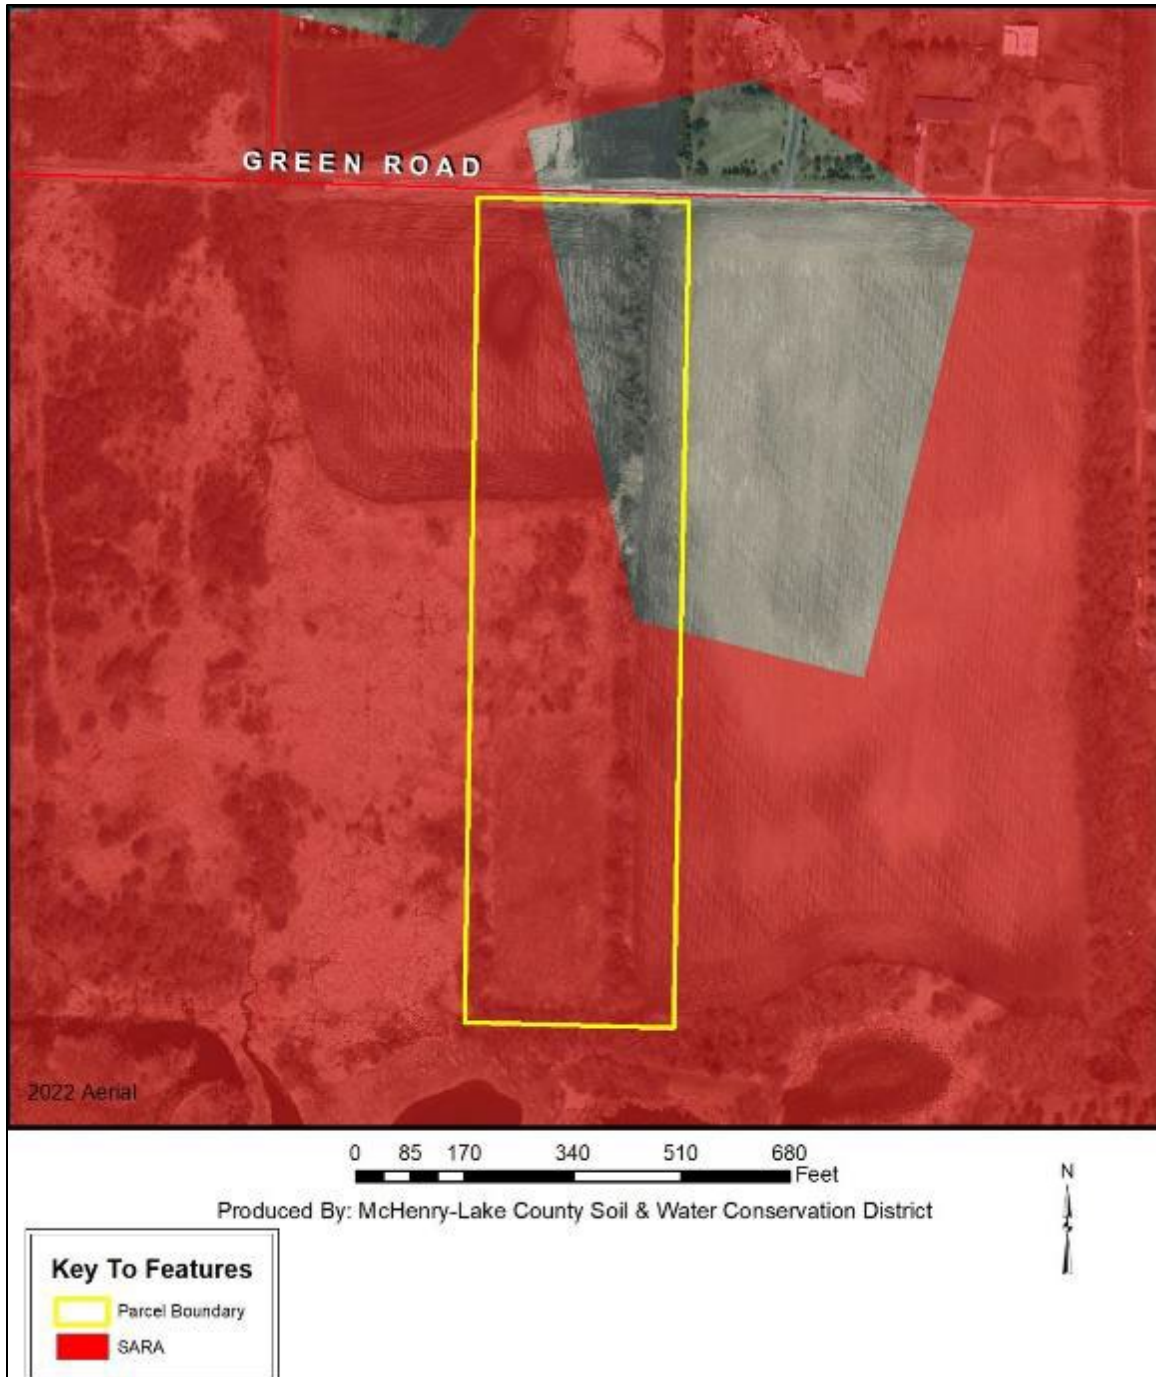 GREEN ROAD
2022 Aerial
0 85 170 340 510 680
Feet
N
Produced By: McHenry-Lake County Soil & Water Conservation District
Key To Features
Parcel Boundary
SARA